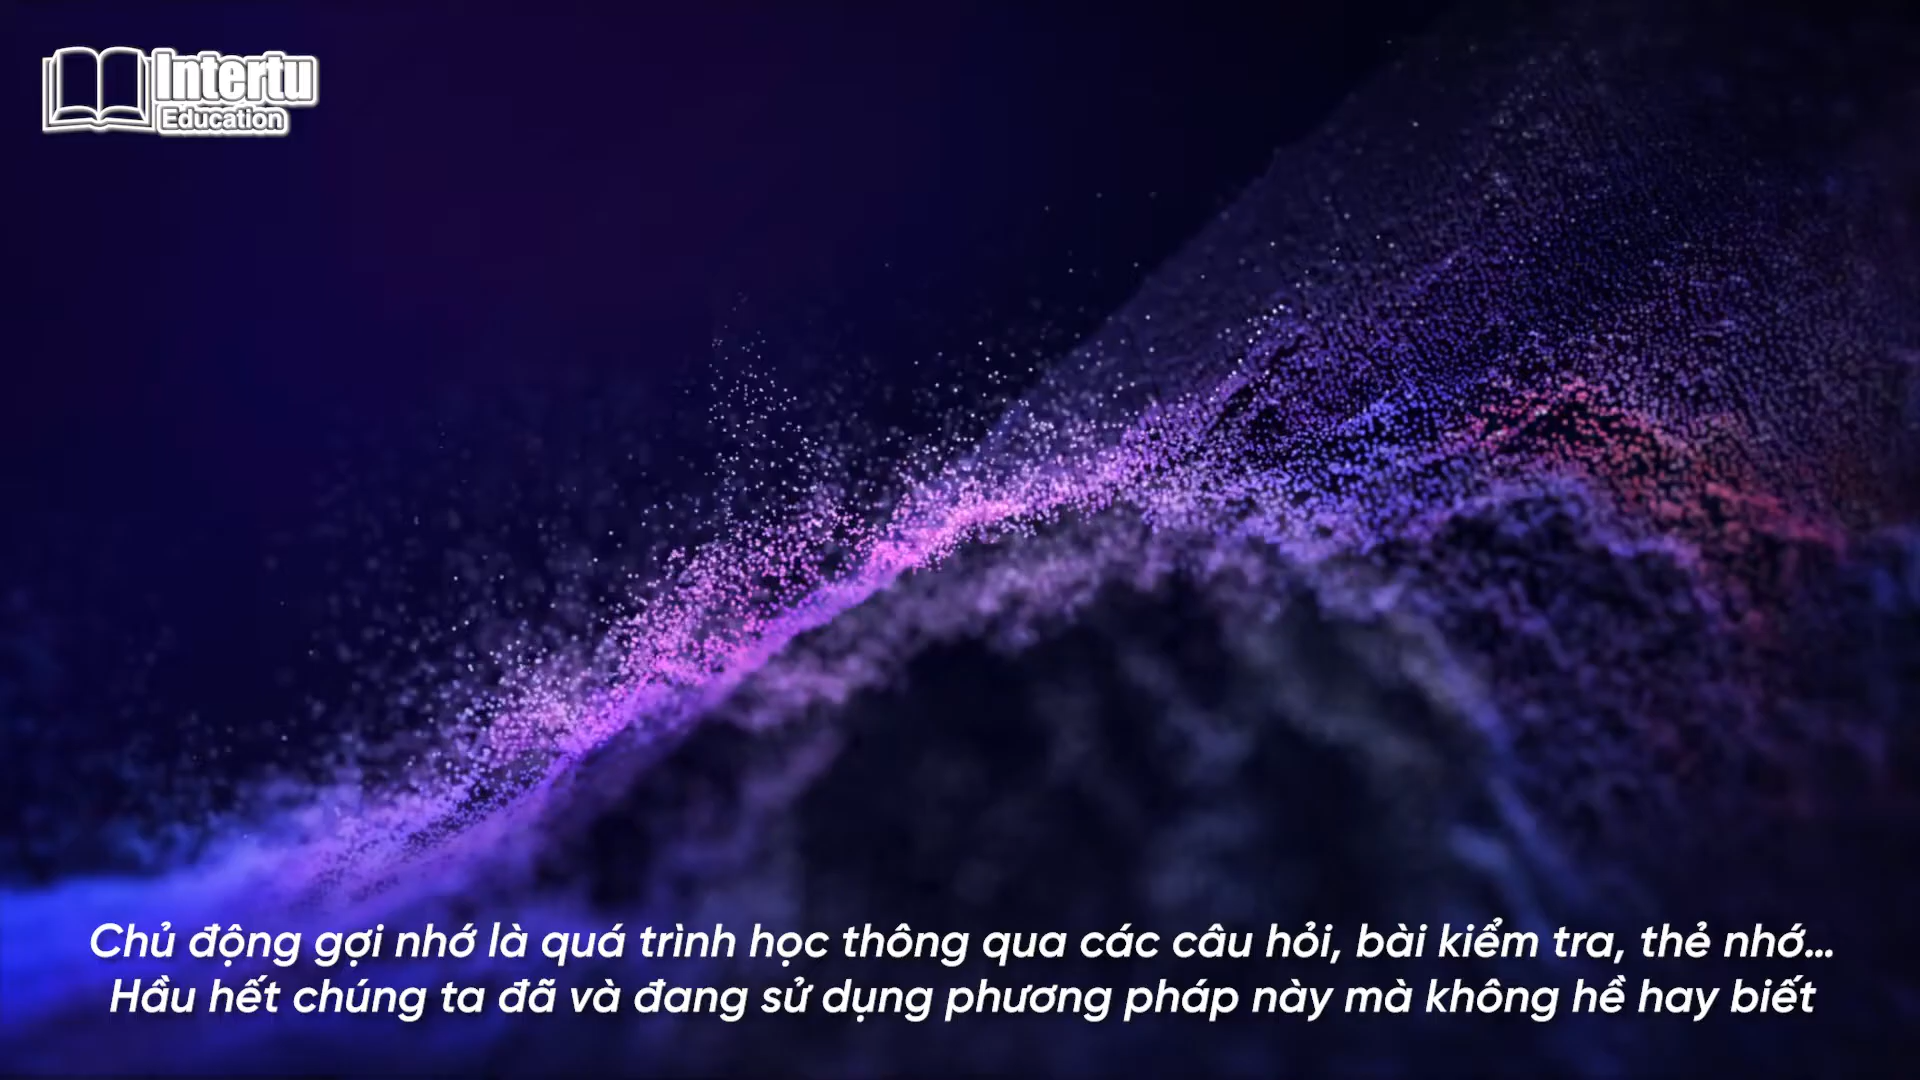 Intertu
Education
Chủ động gợi nhớ là quá trình học thông qua các câu hỏi, bài kiểm tra, thẻ nhớ...
Hầu hết chúng ta đã và đang sử dụng phương pháp này mà không hề hay biết